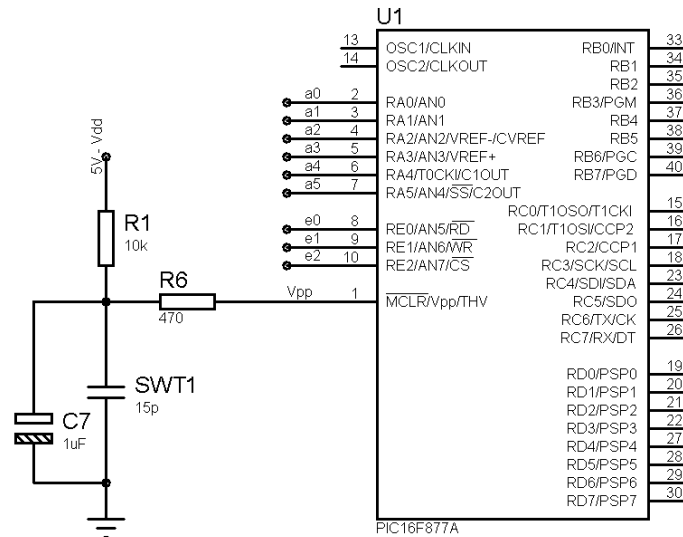 U1
13 OSC1/CLKIN
14 OSC2/CLKOUT
a0 2 RA0/AN0
a1 3 RA1/AN1
a2 4 RA2/AN2/VREF-/CVREF
a3 5 RA3/AN3/VREF+
a4 6 RA4/T0CKI/C1OUT
a5 7 RA5/AN4/SS/C2OUT
e0 8 RE0/AN5/RD
e1 9 RE1/AN6/WR
e2 10 RE2/AN7/CS
Vpp 1 MCLR/Vpp/THV
RB0/INT 33
RB1 34
RB2 35
RB3/PGM 36
RB4 37
RB5 38
RB6/PGC 39
RB7/PGD 40
RC0/T1OSO/T1CKI 15
RC1/T1OSI/CCP2 16
RC2/CCP1 17
RC3/SCK/SCL 18
RC4/SDI/SDA 23
RC5/SDO 24
RC6/TX/CK 25
RC7/RX/DT 26
RD0/PSP0 19
RD1/PSP1 20
RD2/PSP2 21
RD3/PSP3 22
RD4/PSP4 27
RD5/PSP5 28
RD6/PSP6 29
RD7/PSP7 30
PIC16F877A
5V - Vdd
R1
10k
R6
470
SWT1
15p
C7
1uF